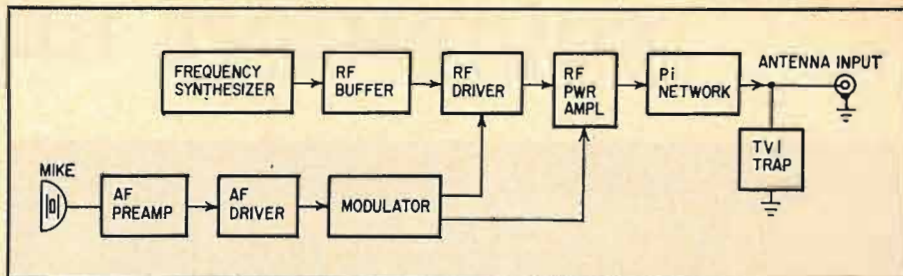 FREQUENCY
SYNTHESIZER
RF
BUFFER
RF
DRIVER
RF
PWR
AMPL
Pi
NETWORK
ANTENNA INPUT
TVI
TRAP
MIKE
AF
PREAMP
AF
DRIVER
MODULATOR